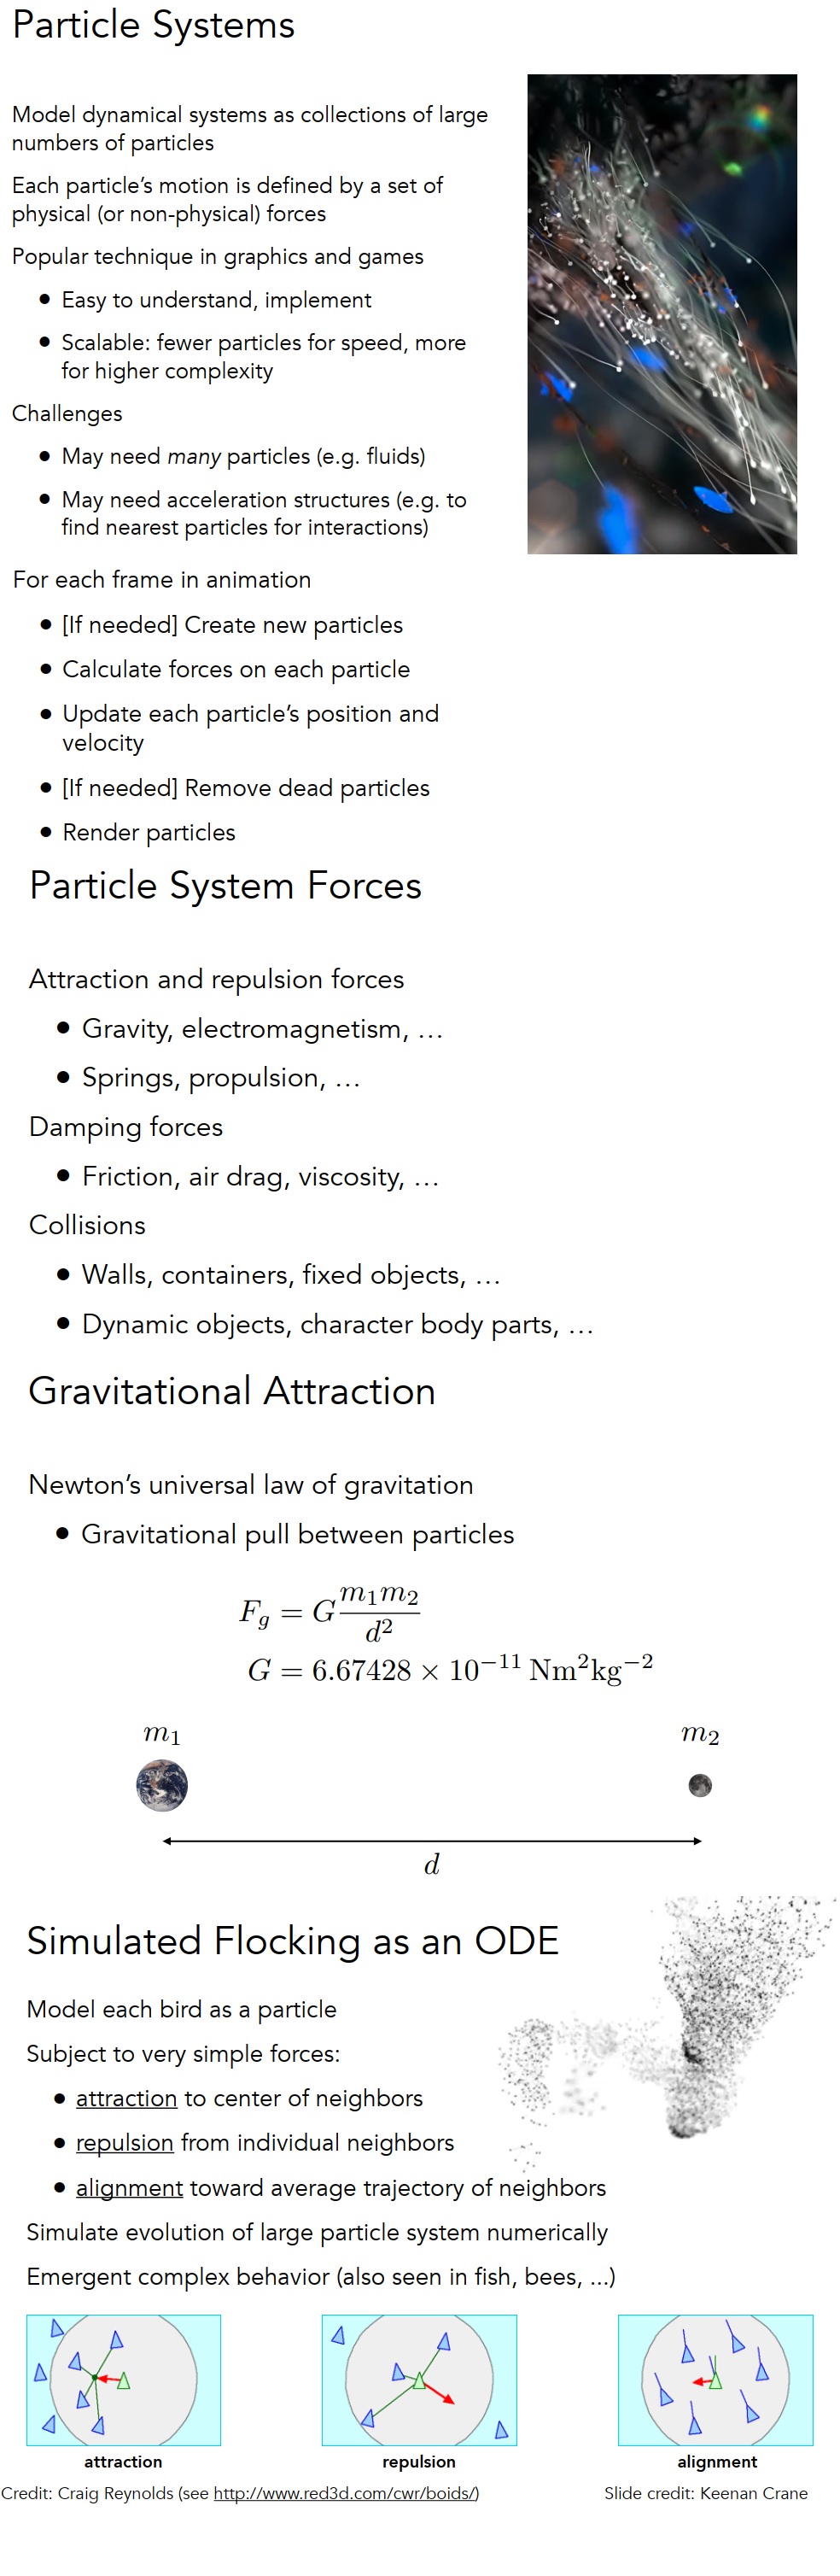 Particle Systems
Model dynamical systems as collections of large
numbers of particles
Each particle’s motion is defined by a set of
physical (or non-physical) forces
Popular technique in graphics and games
● Easy to understand, implement
● Scalable: fewer particles for speed, more
for higher complexity
Challenges
● May need many particles (e.g. fluids)
● May need acceleration structures (e.g. to
find nearest particles for interactions)
For each frame in animation
● [If needed] Create new particles
● Calculate forces on each particle
● Update each particle’s position and
velocity
● [If needed] Remove dead particles
● Render particles
Particle System Forces
Attraction and repulsion forces
● Gravity, electromagnetism, …
● Springs, propulsion, …
Damping forces
● Friction, air drag, viscosity, …
Collisions
● Walls, containers, fixed objects, …
● Dynamic objects, character body parts, …
Gravitational Attraction
Newton’s universal law of gravitation
● Gravitational pull between particles
F_g = G m_1 m_2 / d^2
G = 6.67428 × 10^{−11} Nm^2kg^{−2}
m_1 m_2
d
Simulated Flocking as an ODE
Model each bird as a particle
Subject to very simple forces:
● attraction to center of neighbors
● repulsion from individual neighbors
● alignment toward average trajectory of neighbors
Simulate evolution of large particle system numerically
Emergent complex behavior (also seen in fish, bees, ...)
attraction repulsion alignment
Credit: Craig Reynolds (see http://www.red3d.com/cwr/boids/) Slide credit: Keenan Crane